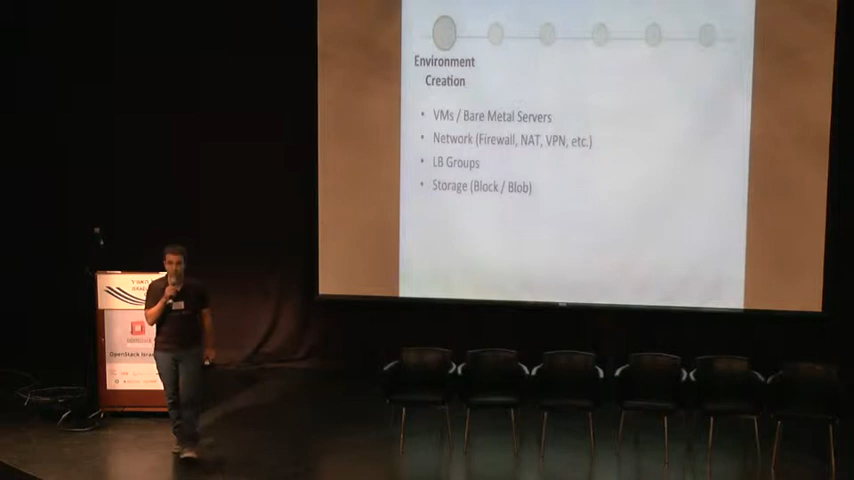 Environment
Creation
• VMs / Bare Metal Servers
• Network (Firewall, NAT, VPN, etc.)
• LB Groups
• Storage (Block / Blob)
OpenStack Israel